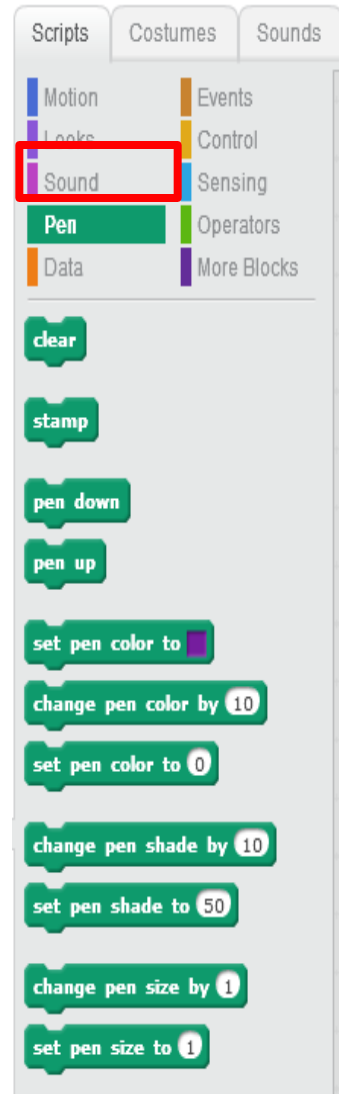 Scripts Costumes Sounds
Motion Events
Looks Control
Sound Sensing
Pen Operators
Data More Blocks
clear
stamp
pen down
pen up
set pen color to
change pen color by 10
set pen color to 0
change pen shade by 10
set pen shade to 50
change pen size by 1
set pen size to 1